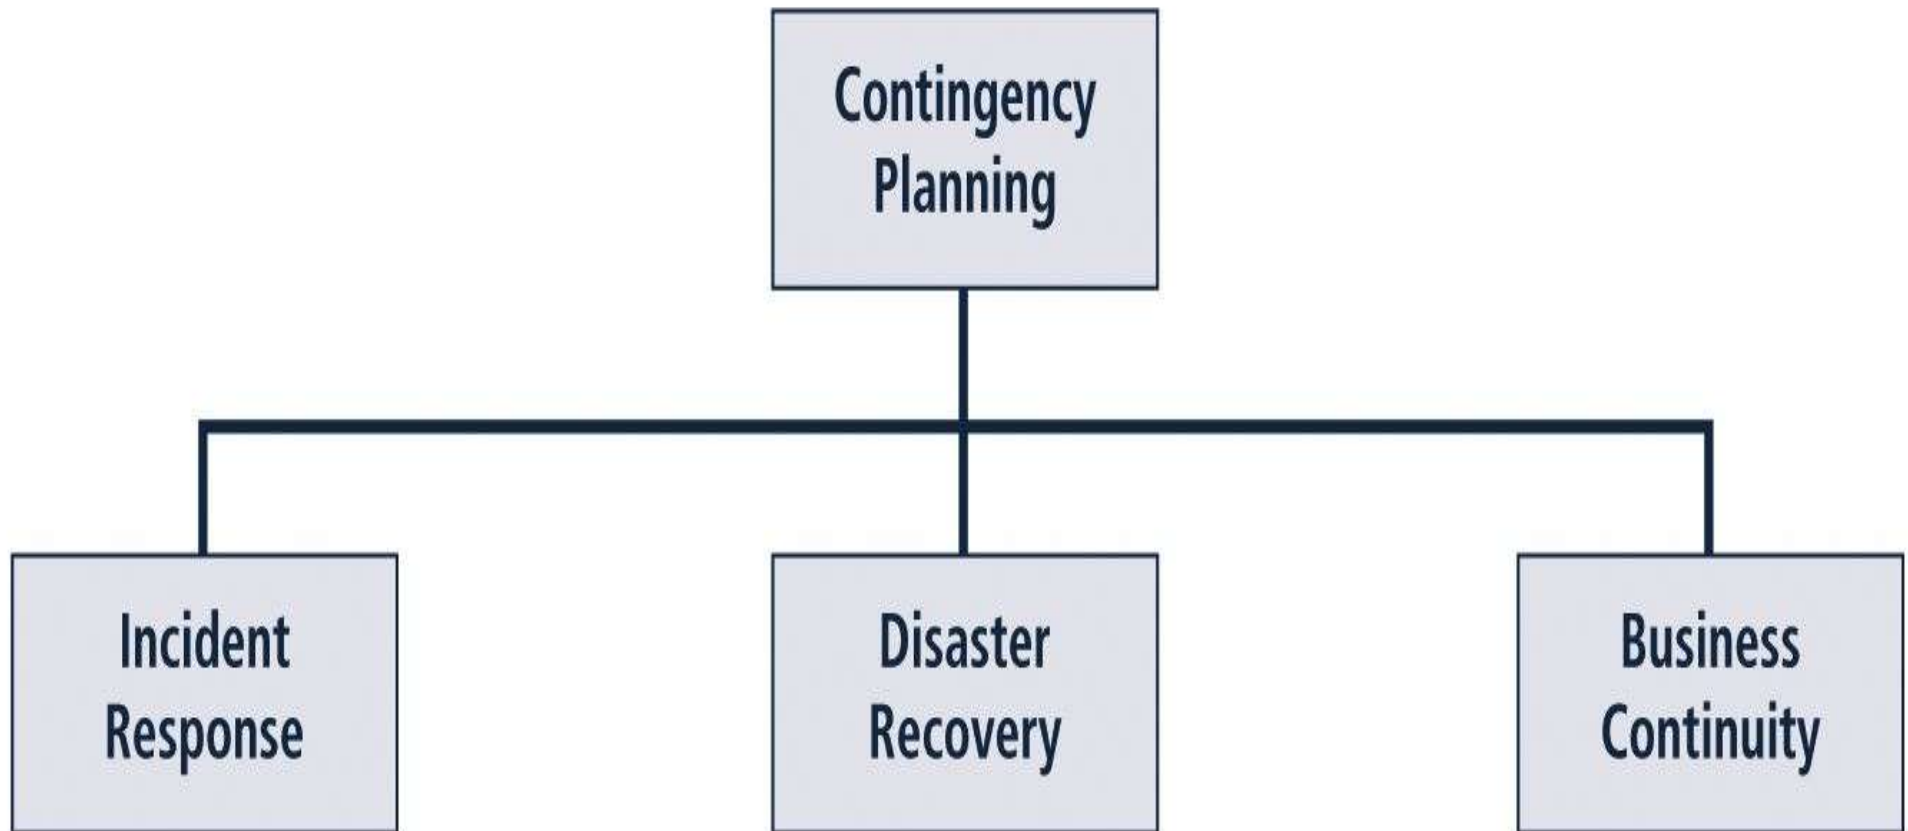 Contingency
Planning
Incident
Response
Disaster
Recovery
Business
Continuity